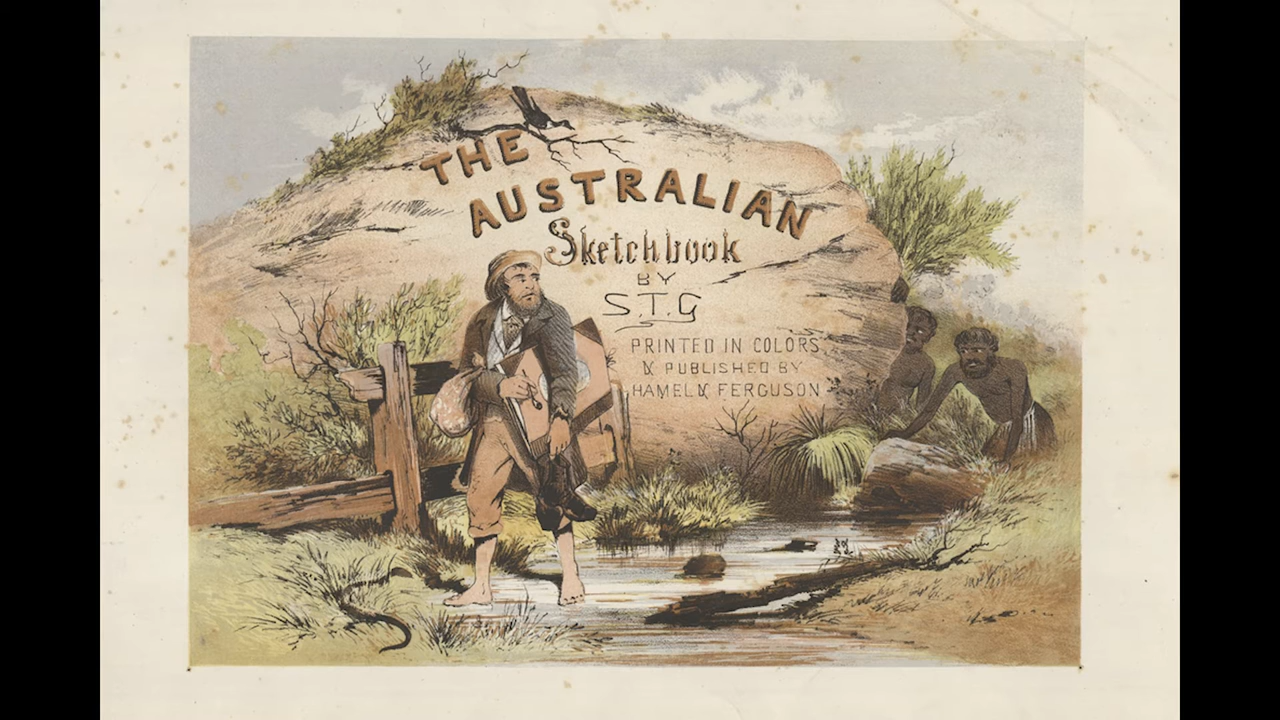 THE
AUSTRALIAN
Sketchbook
BY
S.T.G
PRINTED IN COLORS
& PUBLISHED BY
HAMEL & FERGUSON